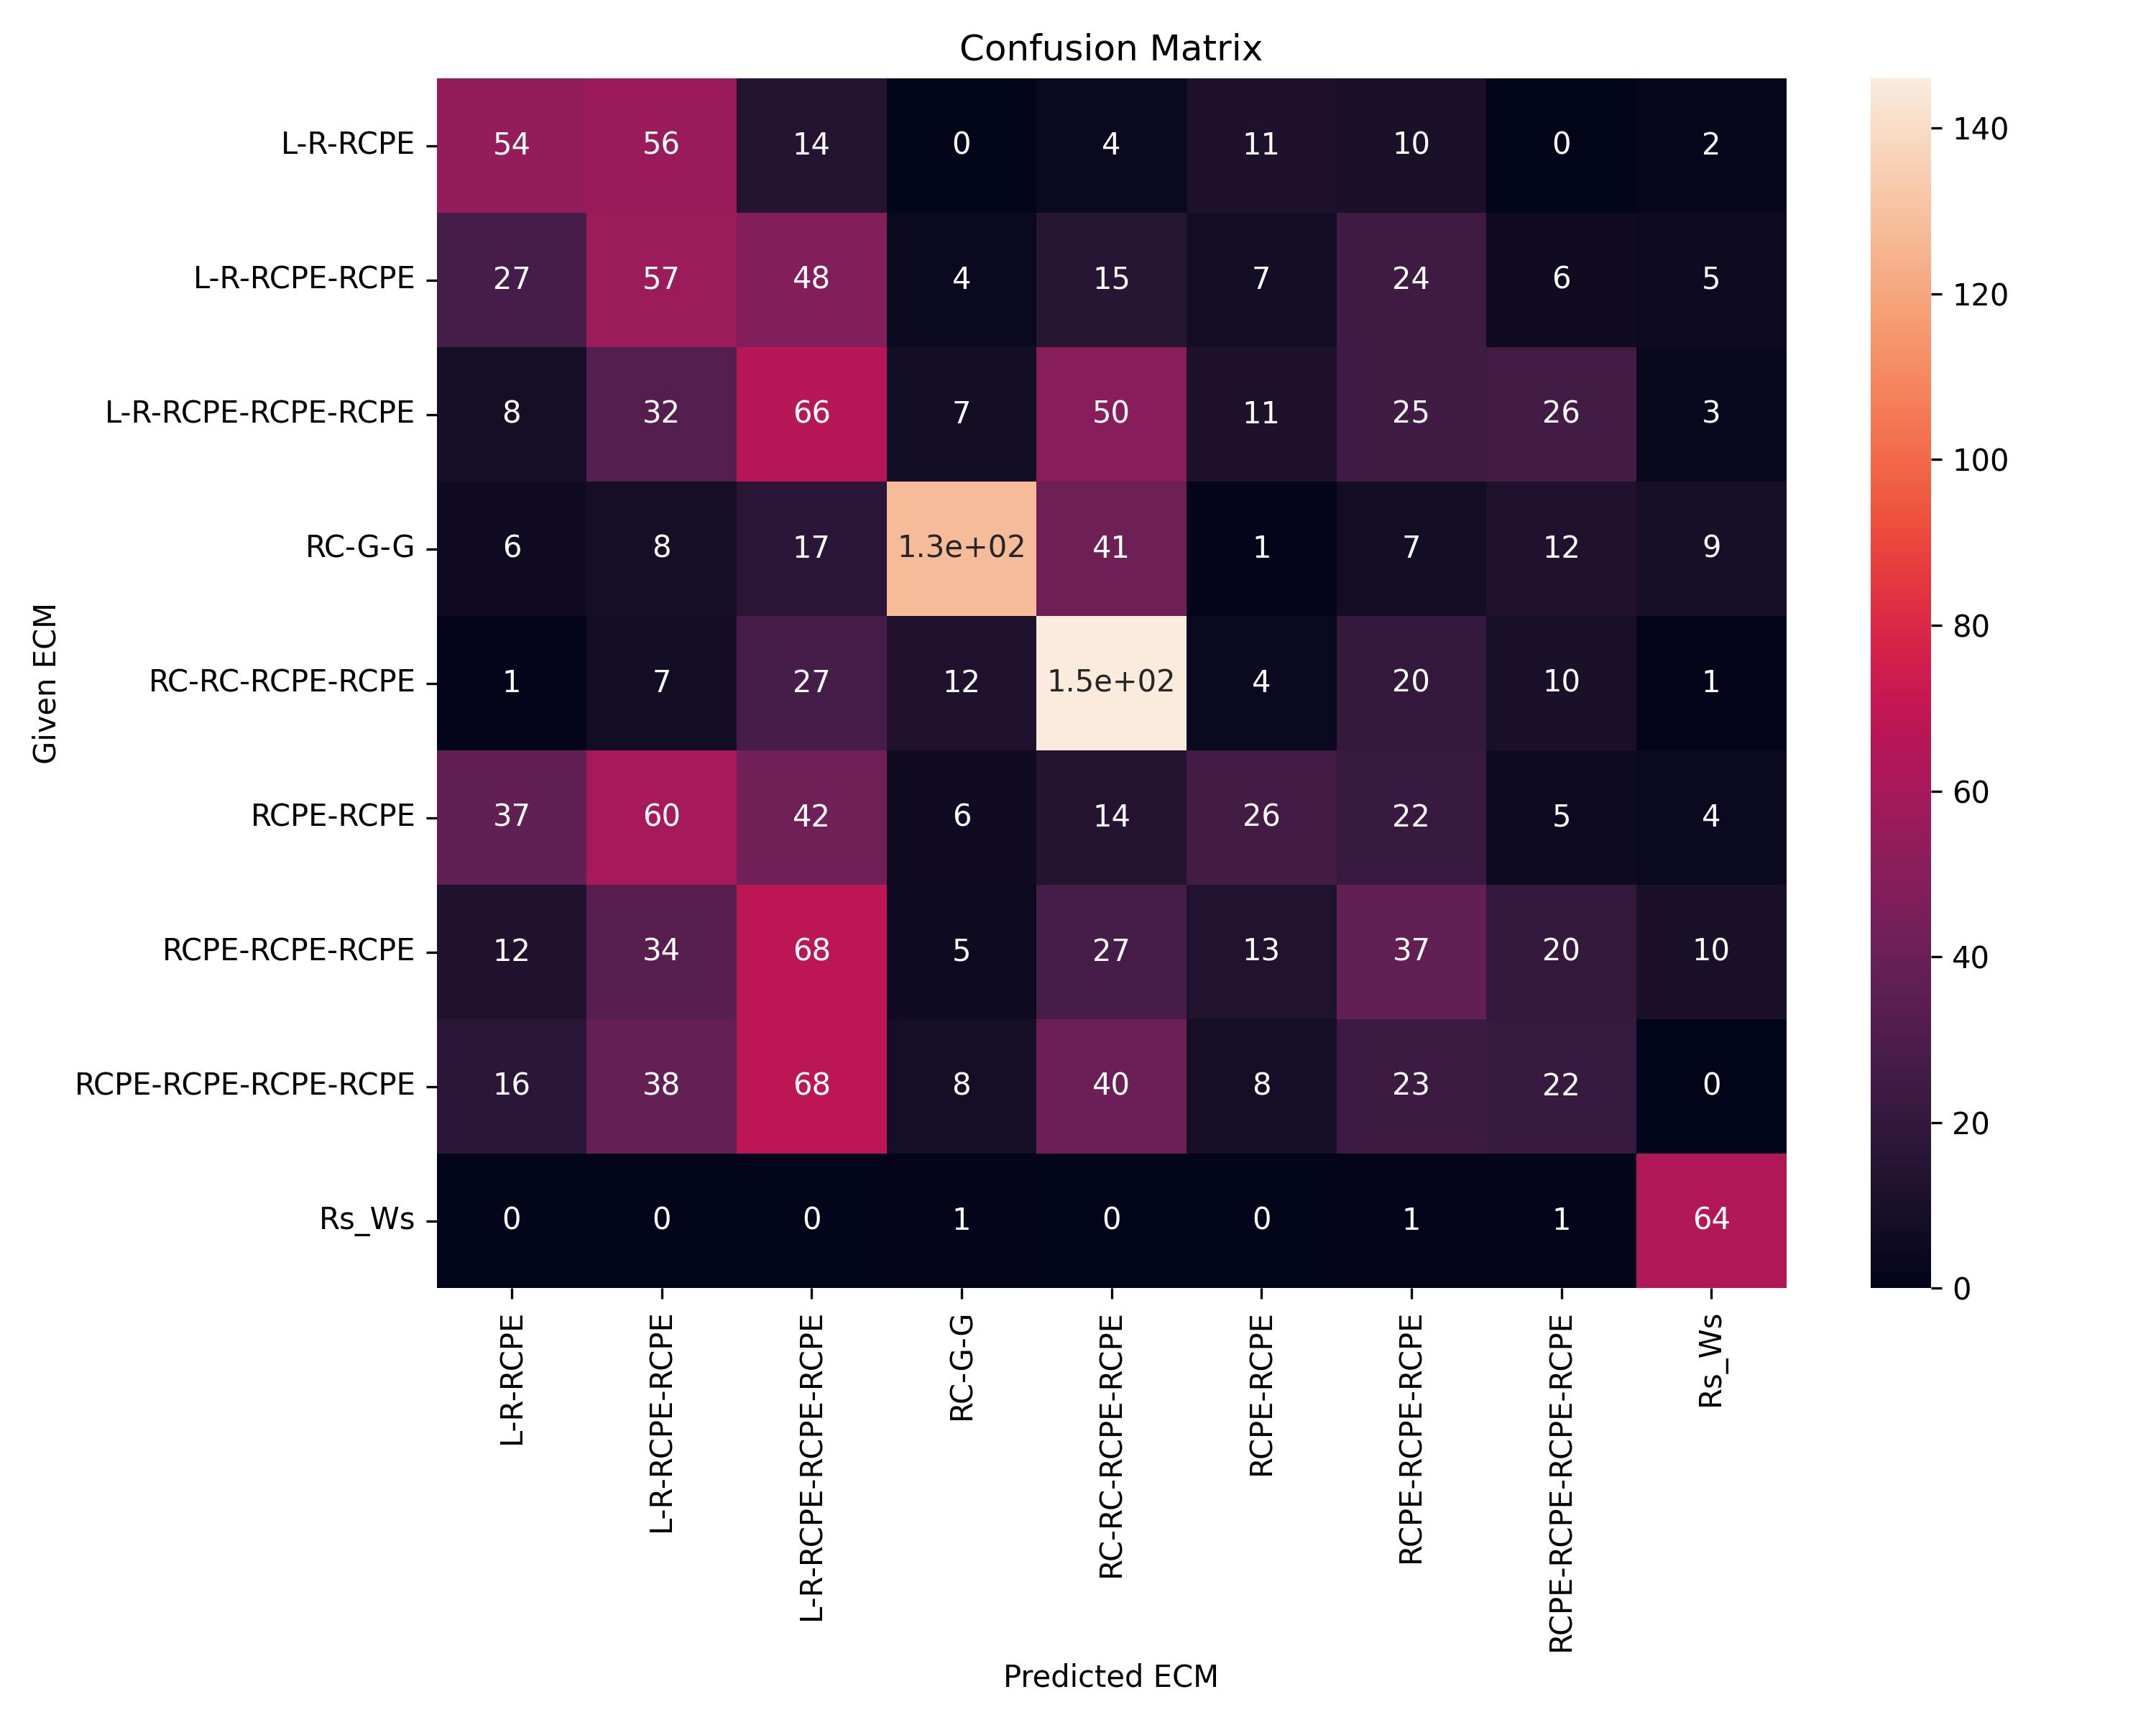 Confusion Matrix
Given ECM
L-R-RCPE 54 56 14 0 4 11 10 0 2
L-R-RCPE-RCPE 27 57 48 4 15 7 24 6 5
L-R-RCPE-RCPE-RCPE 8 32 66 7 50 11 25 26 3
RC-G-G 6 8 17 1.3e+02 41 1 7 12 9
RC-RC-RCPE-RCPE 1 7 27 12 1.5e+02 4 20 10 1
RCPE-RCPE 37 60 42 6 14 26 22 5 4
RCPE-RCPE-RCPE 12 34 68 5 27 13 37 20 10
RCPE-RCPE-RCPE-RCPE 16 38 68 8 40 8 23 22 0
Rs_Ws 0 0 0 1 0 0 1 1 64
L-R-RCPE
L-R-RCPE-RCPE
L-R-RCPE-RCPE-RCPE
RC-G-G
RC-RC-RCPE-RCPE
RCPE-RCPE
RCPE-RCPE-RCPE
RCPE-RCPE-RCPE-RCPE
Rs_Ws
Predicted ECM
140
120
100
80
60
40
20
0